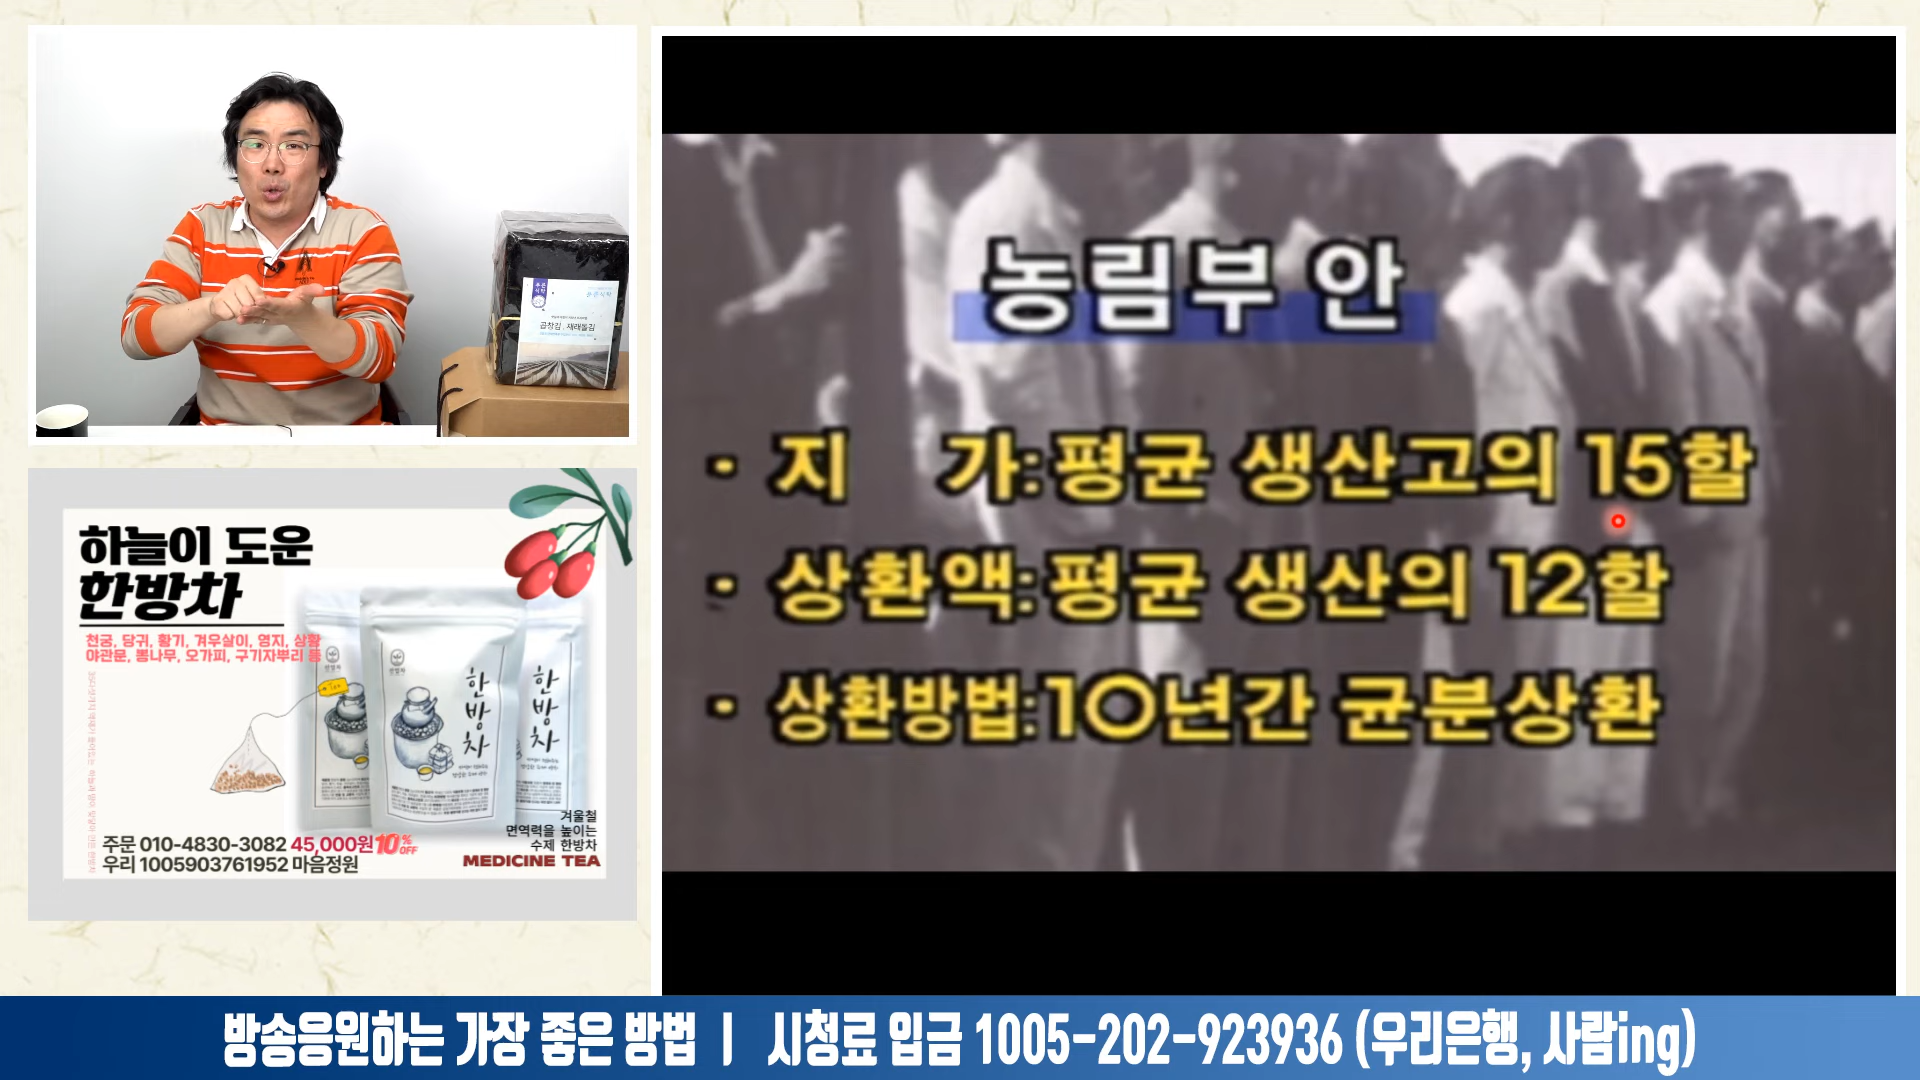 농림부 안
· 지 가:평균 생산고의 15할
· 상환액:평균 생산의 12할
· 상환방법:10년간 균분상환
곱창김, 재래돌김
하늘이 도운
한방차
천궁, 당귀, 황기, 겨우살이, 영지, 상황
야관문, 뽕나무, 오가피, 구기자뿌리 등
한방차
한방차
겨울철
면역력을 높이는
수제 한방차
MEDICINE TEA
주문 010-4830-3082 45,000원 10% OFF
우리 1005903761952 마음정원
방송응원하는 가장 좋은 방법 | 시청료 입금 1005-202-923936 (우리은행, 사람ing)